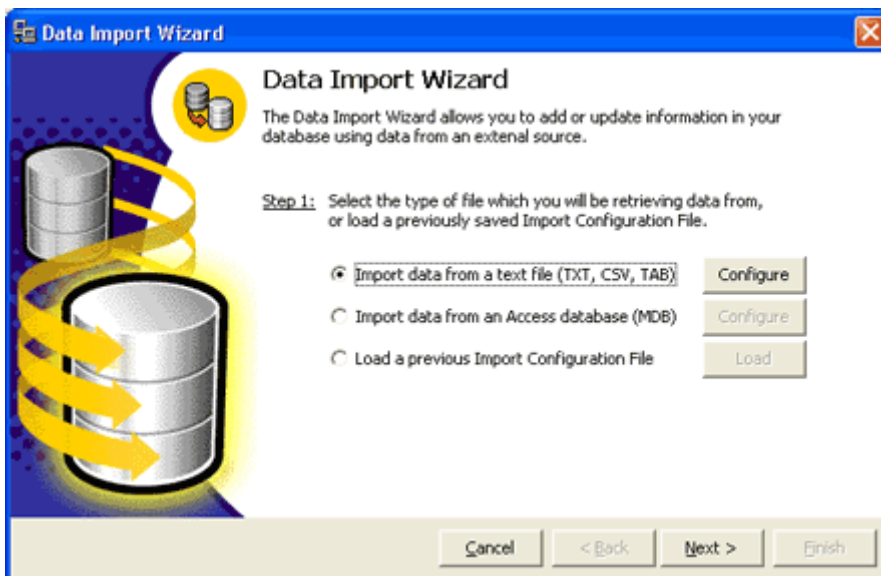 Data Import Wizard
Data Import Wizard
The Data Import Wizard allows you to add or update information in your
database using data from an extenal source.
Step 1: Select the type of file which you will be retrieving data from,
or load a previously saved Import Configuration File.
Import data from a text file (TXT, CSV, TAB) Configure
Import data from an Access database (MDB) Configure
Load a previous Import Configuration File Load
Cancel < Back Next > Finish